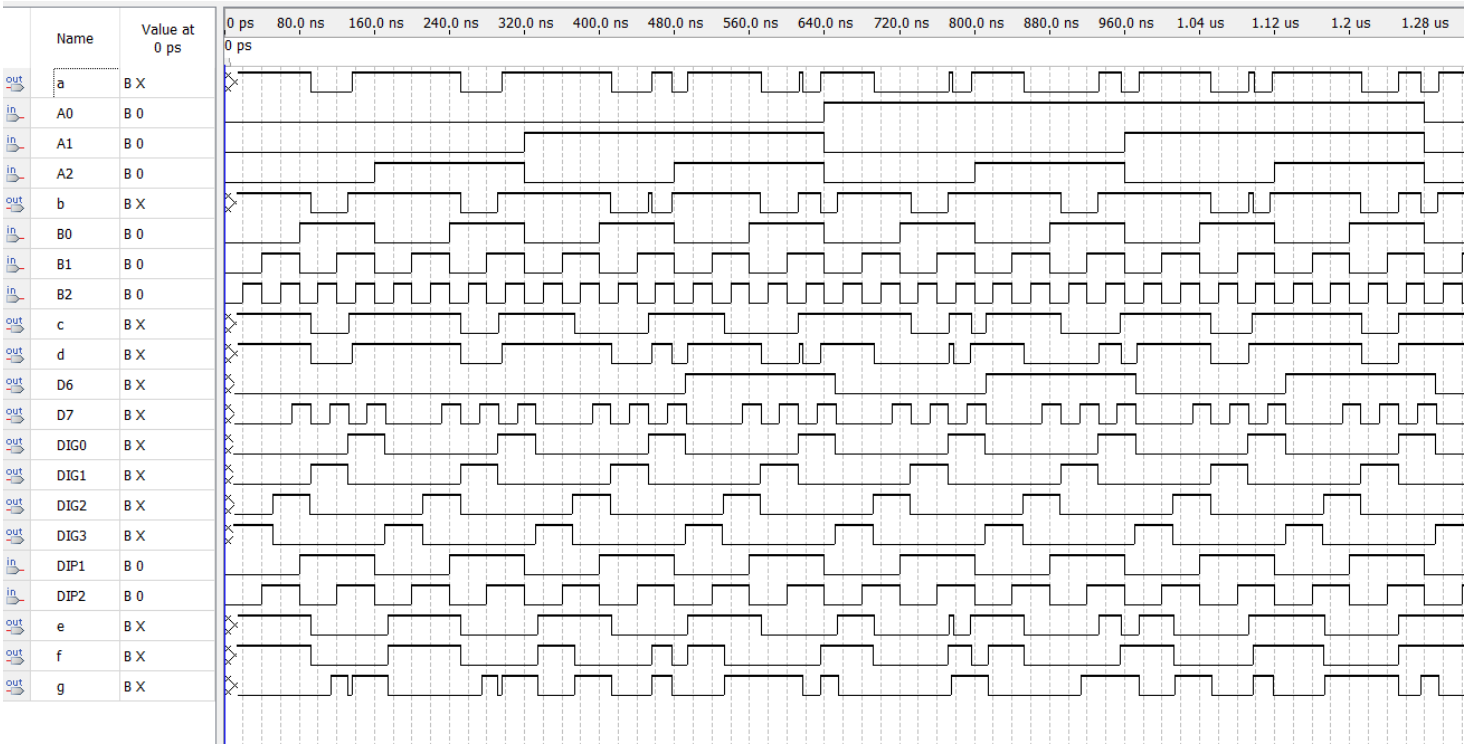 Name Value at 0 ps
0 ps 80.0 ns 160.0 ns 240.0 ns 320.0 ns 400.0 ns 480.0 ns 560.0 ns 640.0 ns 720.0 ns 800.0 ns 880.0 ns 960.0 ns 1.04 us 1.12 us 1.2 us 1.28 us
0 ps
out a B X
in A0 B 0
in A1 B 0
in A2 B 0
out b B X
in B0 B 0
in B1 B 0
in B2 B 0
out c B X
out d B X
out D6 B X
out D7 B X
out DIG0 B X
out DIG1 B X
out DIG2 B X
out DIG3 B X
in DIP1 B 0
in DIP2 B 0
out e B X
out f B X
out g B X